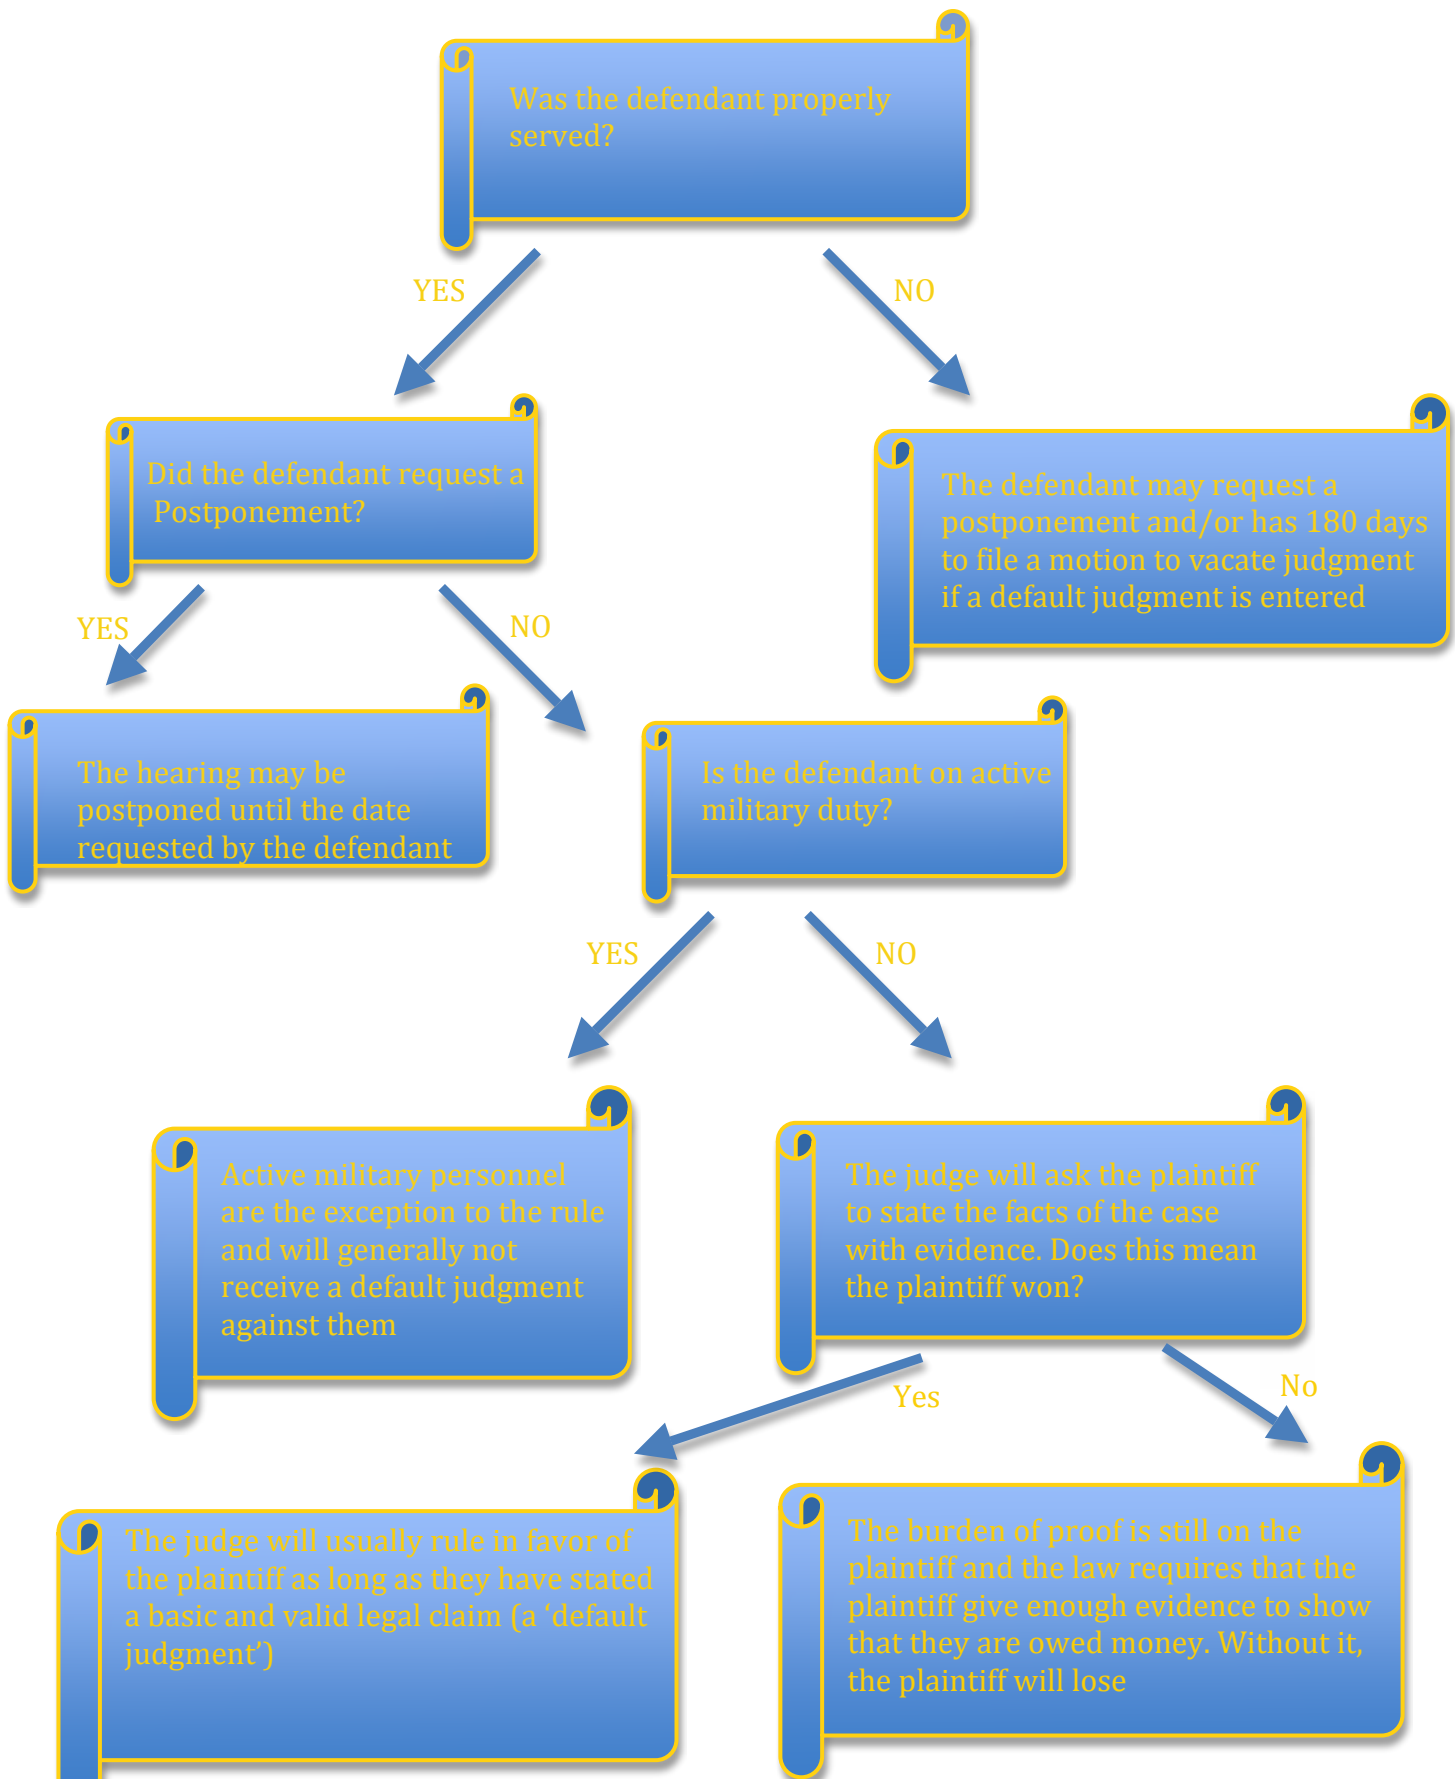 Was the defendant properly
served?
YES
NO
Did the defendant request a
Postponement?
The defendant may request a
postponement and/or has 180 days
to file a motion to vacate judgment
if a default judgment is entered
YES
NO
The hearing may be
postponed until the date
requested by the defendant
Is the defendant on active
military duty?
YES
NO
Active military personnel
are the exception to the rule
and will generally not
receive a default judgment
against them
The judge will ask the plaintiff
to state the facts of the case
with evidence. Does this mean
the plaintiff won?
Yes
No
The judge will usually rule in favor of
the plaintiff as long as they have stated
a basic and valid legal claim (a ‘default
judgment’)
The burden of proof is still on the
plaintiff and the law requires that the
plaintiff give enough evidence to show
that they are owed money. Without it,
the plaintiff will lose